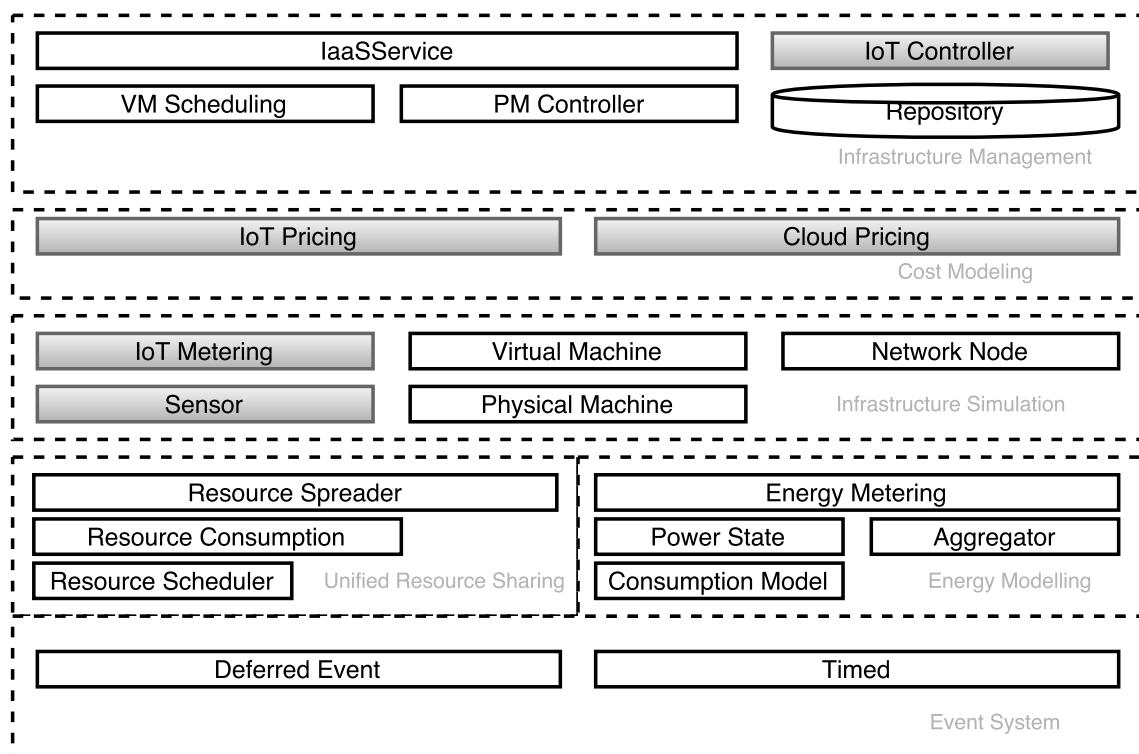 IaaSService
IoT Controller
VM Scheduling
PM Controller
Repository
Infrastructure Management
IoT Pricing
Cloud Pricing
Cost Modeling
IoT Metering
Virtual Machine
Network Node
Sensor
Physical Machine
Infrastructure Simulation
Resource Spreader
Energy Metering
Resource Consumption
Power State
Aggregator
Resource Scheduler
Unified Resource Sharing
Consumption Model
Energy Modelling
Deferred Event
Timed
Event System